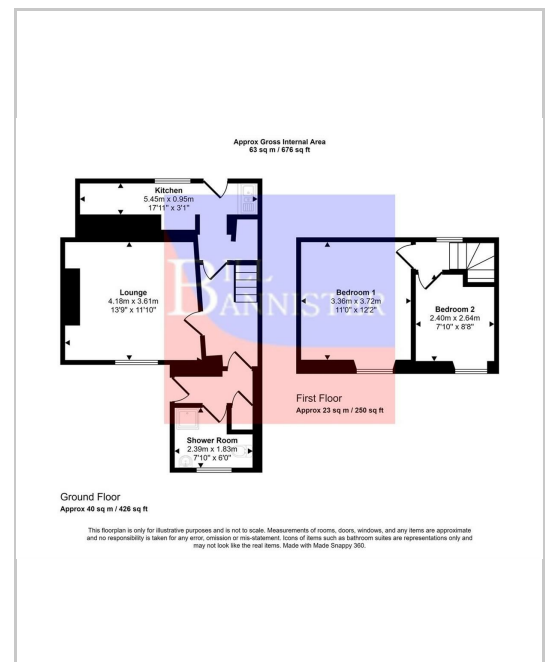 Approx Gross Internal Area
63 sq m / 676 sq ft
Kitchen
5.45m x 0.95m
17'11" x 3'1"
Lounge
4.18m x 3.61m
13'9" x 11'10"
Bedroom 1
3.36m x 3.72m
11'0" x 12'2"
Bedroom 2
2.40m x 2.64m
7'10" x 8'8"
BILL
BANNISTER
First Floor
Approx 23 sq m / 250 sq ft
Shower Room
2.39m x 1.83m
7'10" x 6'0"
Ground Floor
Approx 40 sq m / 426 sq ft
This floorplan is only for illustrative purposes and is not to scale. Measurements of rooms, doors, windows, and any items are approximate
and no responsibility is taken for any error, omission or mis-statement. Icons of items such as bathroom suites are representations only and
may not look like the real items. Made with Made Snappy 360.